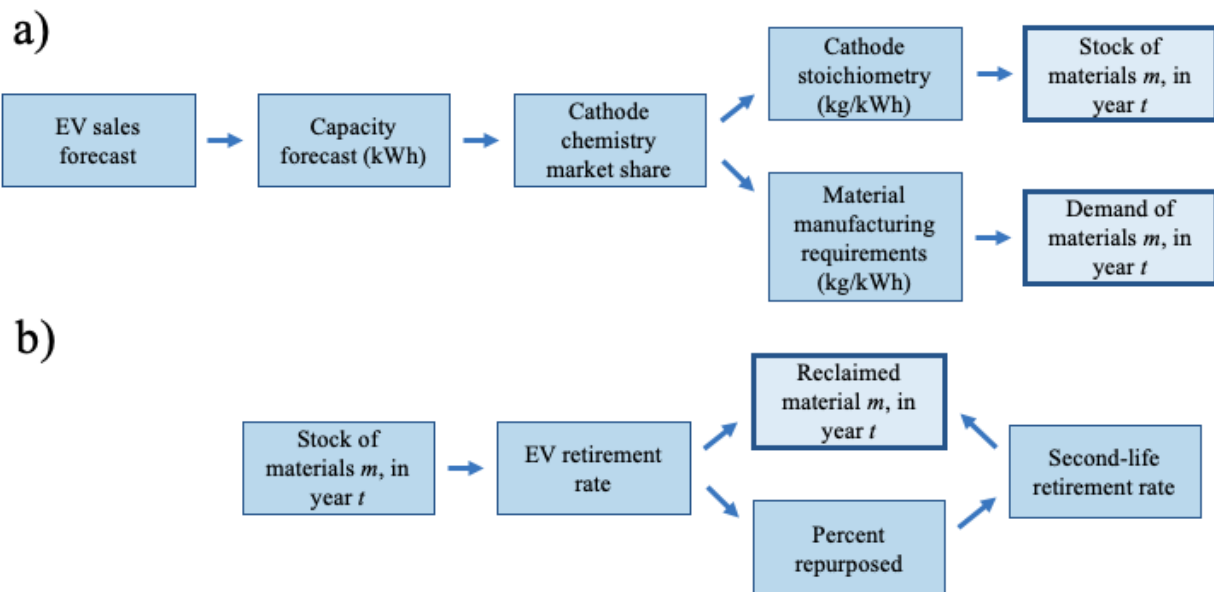 a)
EV sales
forecast
Capacity
forecast (kWh)
Cathode
chemistry
market share
Cathode
stoichiometry
(kg/kWh)
Stock of
materials m, in
year t
Material
manufacturing
requirements
(kg/kWh)
Demand of
materials m, in
year t
b)
Stock of
materials m, in
year t
EV retirement
rate
Reclaimed
material m, in
year t
Percent
repurposed
Second-life
retirement rate